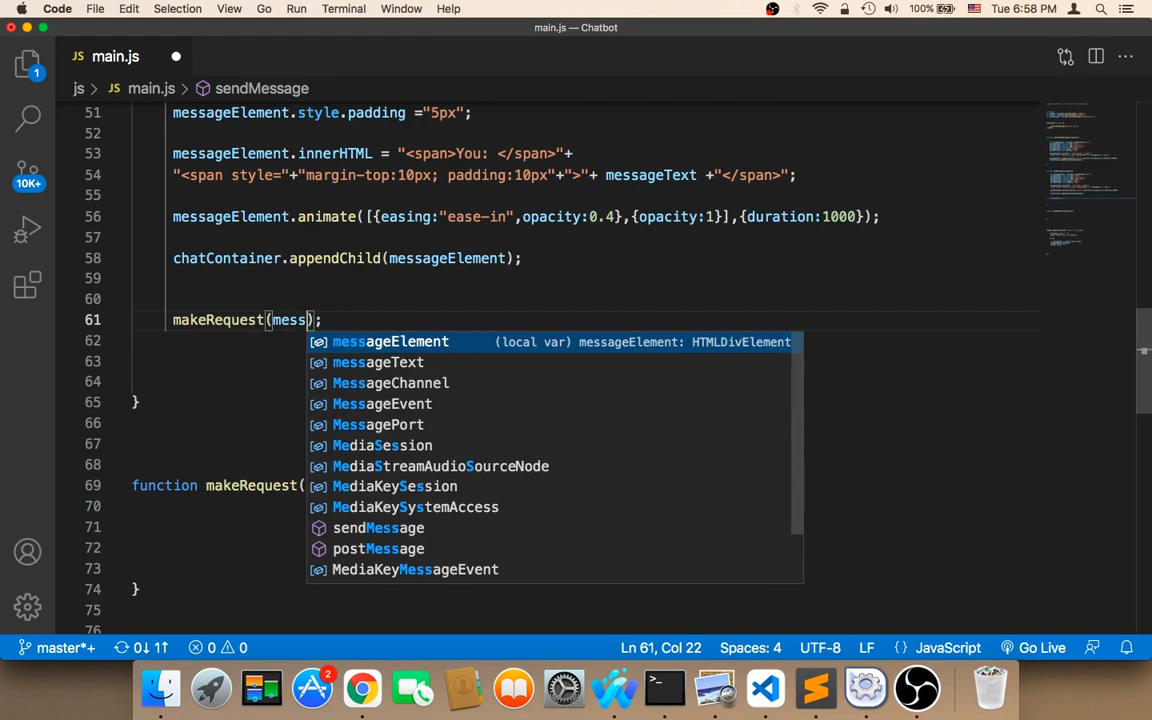 Code File Edit Selection View Go Run Terminal Window Help 100% Tue 6:58 PM
main.js — Chatbot
1 JS main.js
js > JS main.js > sendMessage
51 messageElement.style.padding ="5px";
52
53 messageElement.innerHTML = "<span>You: </span>"+
54 "<span style="+"margin-top:10px; padding:10px"+">"+ messageText +"</span>";
55
56 messageElement.animate([{easing:"ease-in",opacity:0.4},{opacity:1}],{duration:1000});
57
58 chatContainer.appendChild(messageElement);
59
60
61 makeRequest(mess);
62 messageElement (local var) messageElement: HTMLDivElement
63 messageText
64 MessageChannel
65 } MessageEvent
66 MessagePort
67 MediaSession
68 MediaStreamAudioSourceNode
69 function makeRequest( MediaKeySession
70 MediaKeySystemAccess
71 sendMessage
72 postMessage
73 MediaKeyMessageEvent
74 }
75
76
10K+
master*+ 0↓ 1↑ 0 0 Ln 61, Col 22 Spaces: 4 UTF-8 LF {} JavaScript Go Live
2